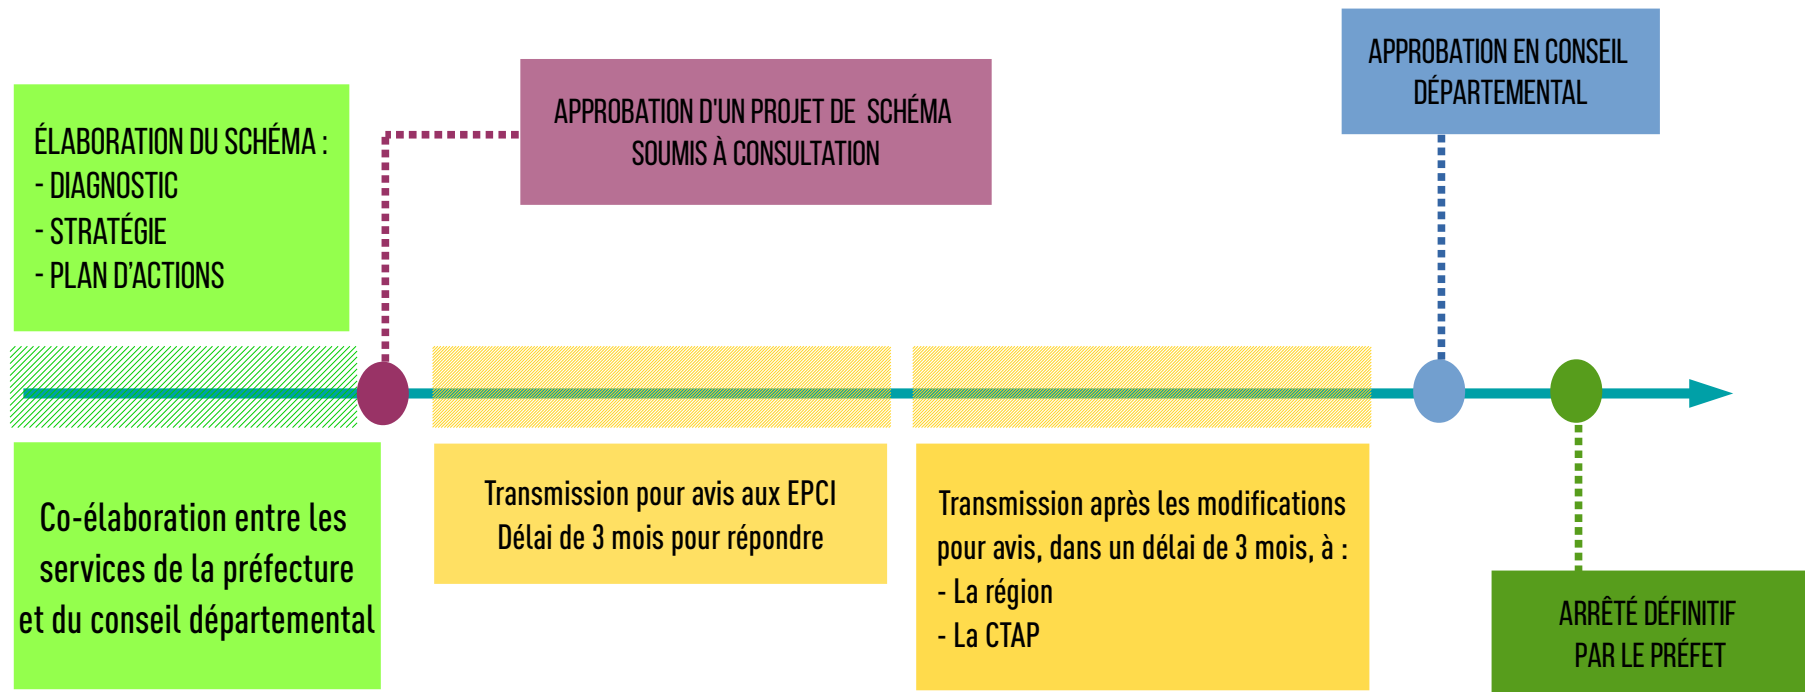 ÉLABORATION DU SCHÉMA :
- DIAGNOSTIC
- STRATÉGIE
- PLAN D'ACTIONS
APPROBATION D'UN PROJET DE SCHÉMA
SOUMIS À CONSULTATION
APPROBATION EN CONSEIL
DÉPARTEMENTAL
Co-élaboration entre les
services de la préfecture
et du conseil départemental
Transmission pour avis aux EPCI
Délai de 3 mois pour répondre
Transmission après les modifications
pour avis, dans un délai de 3 mois, à :
- La région
- La CTAP
ARRÊTÉ DÉFINITIF
PAR LE PRÉFET